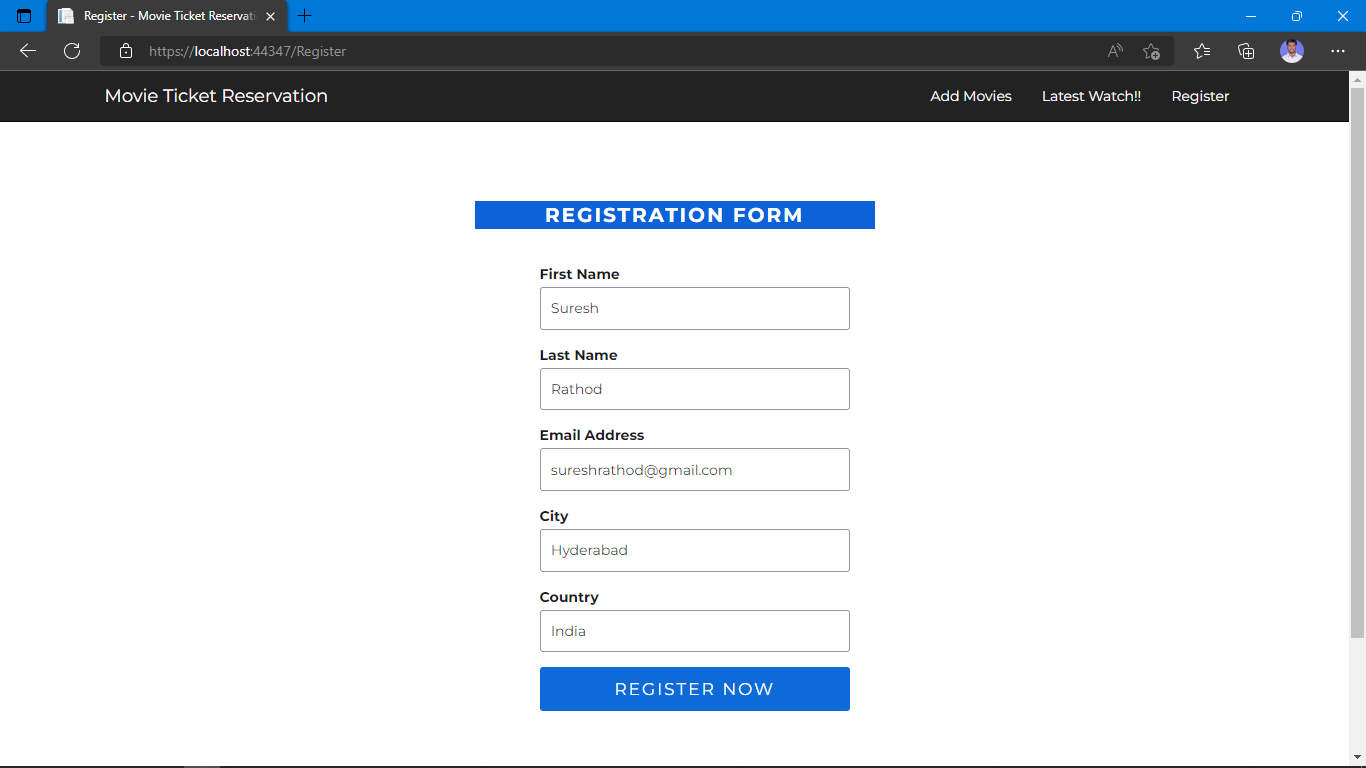 Register - Movie Ticket Reservati
https://localhost:44347/Register
Movie Ticket Reservation
Add Movies
Latest Watch!!
Register
REGISTRATION FORM
First Name
Suresh
Last Name
Rathod
Email Address
sureshrathod@gmail.com
City
Hyderabad
Country
India
REGISTER NOW